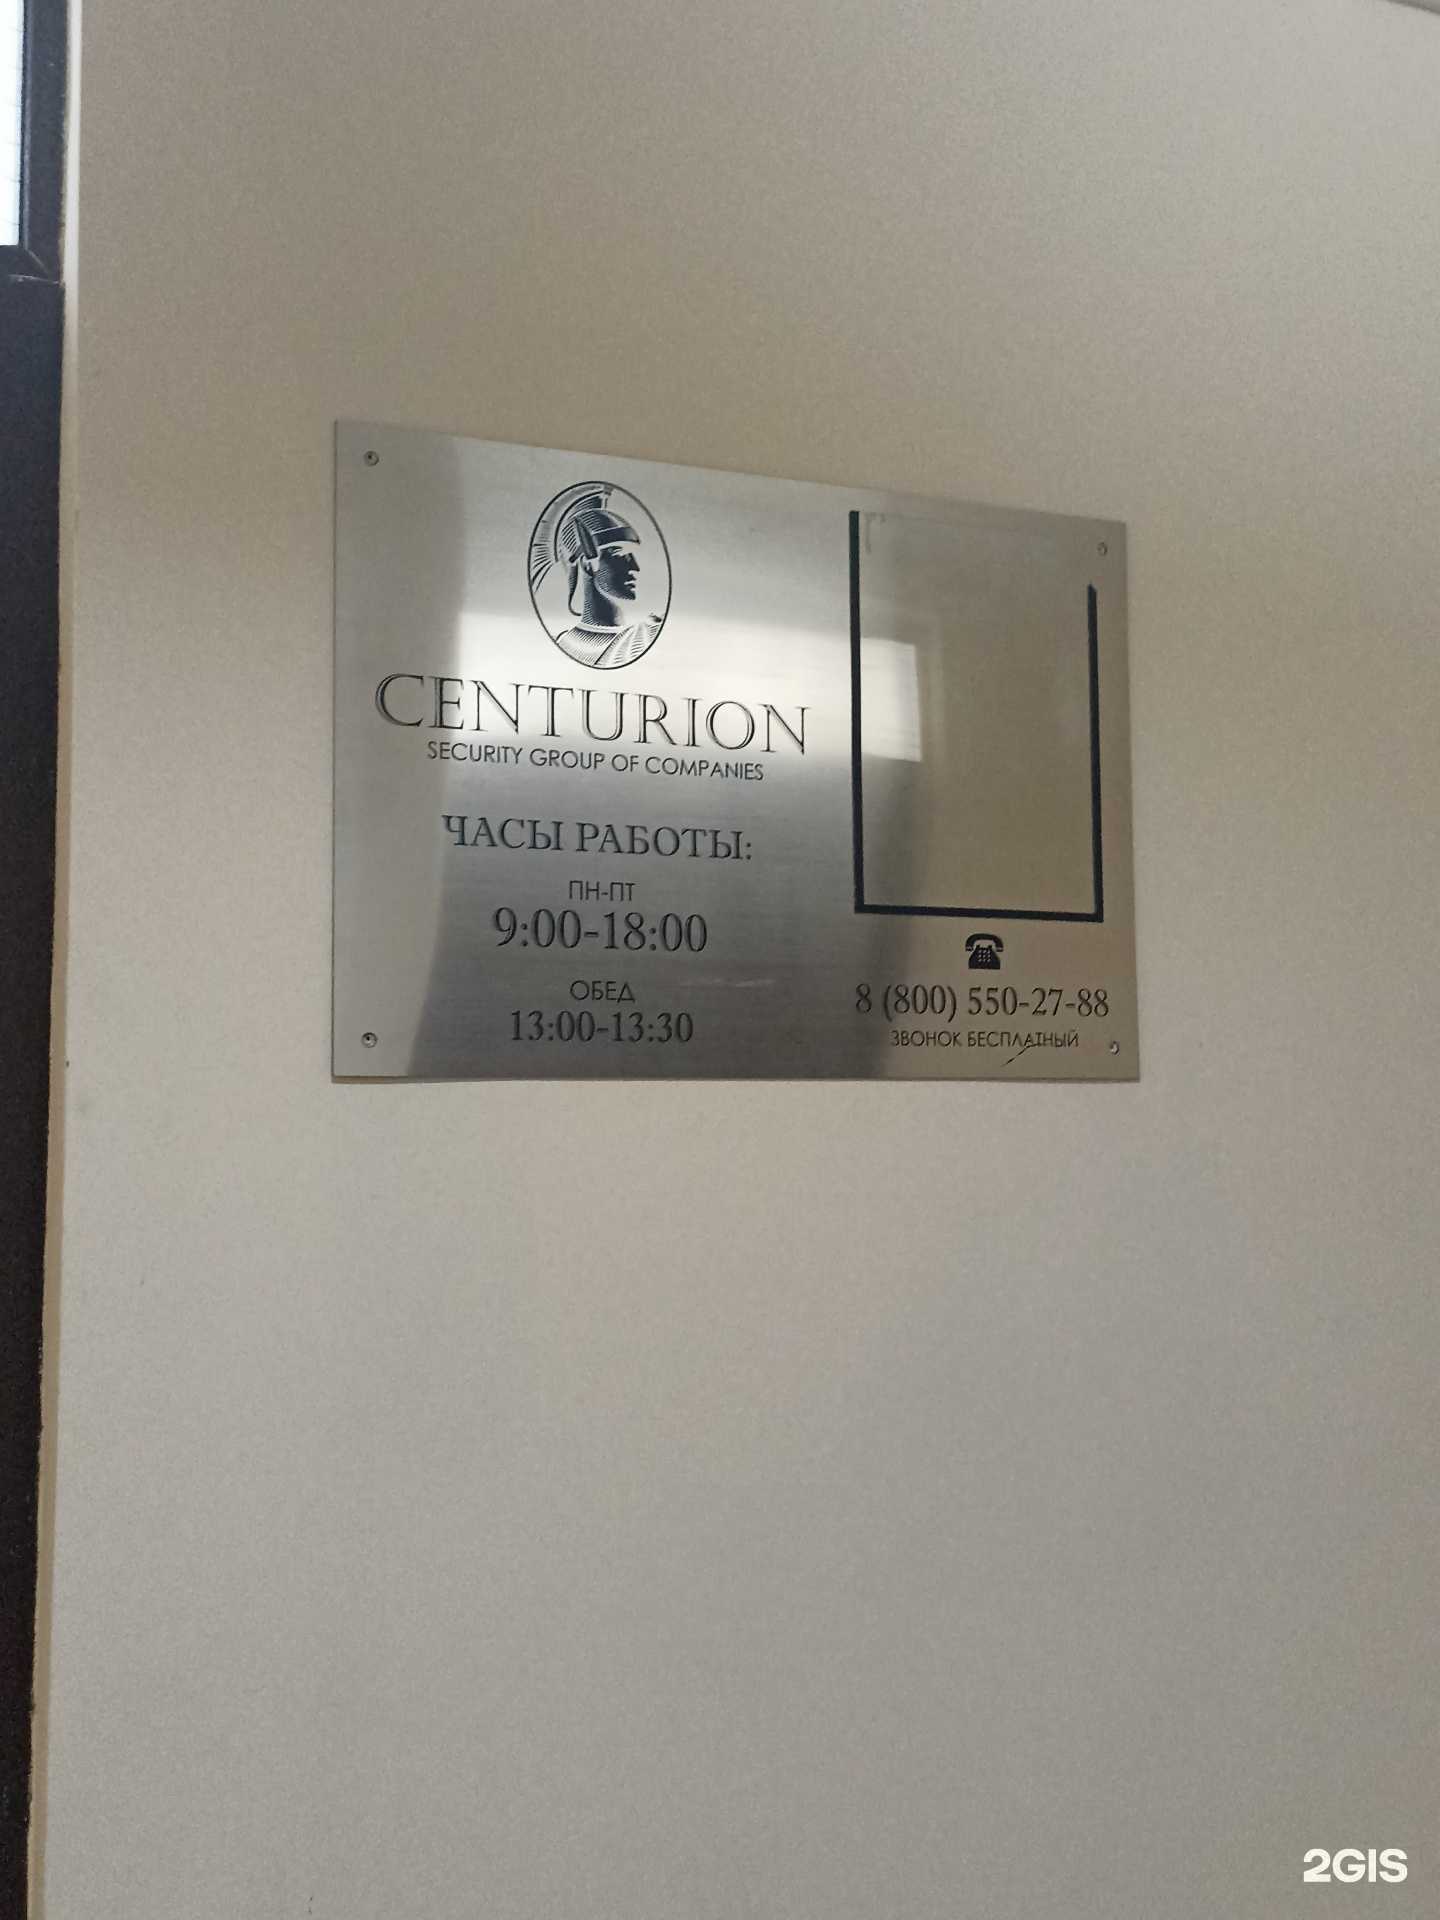 CENTURION
SECURITY GROUP OF COMPANIES
ЧАСЫ РАБОТЫ:
ПН-ПТ
9:00-18:00
ОБЕД
13:00-13:30
8 (800) 550-27-88
ЗВОНОК БЕСПЛАТНЫЙ
2GIS